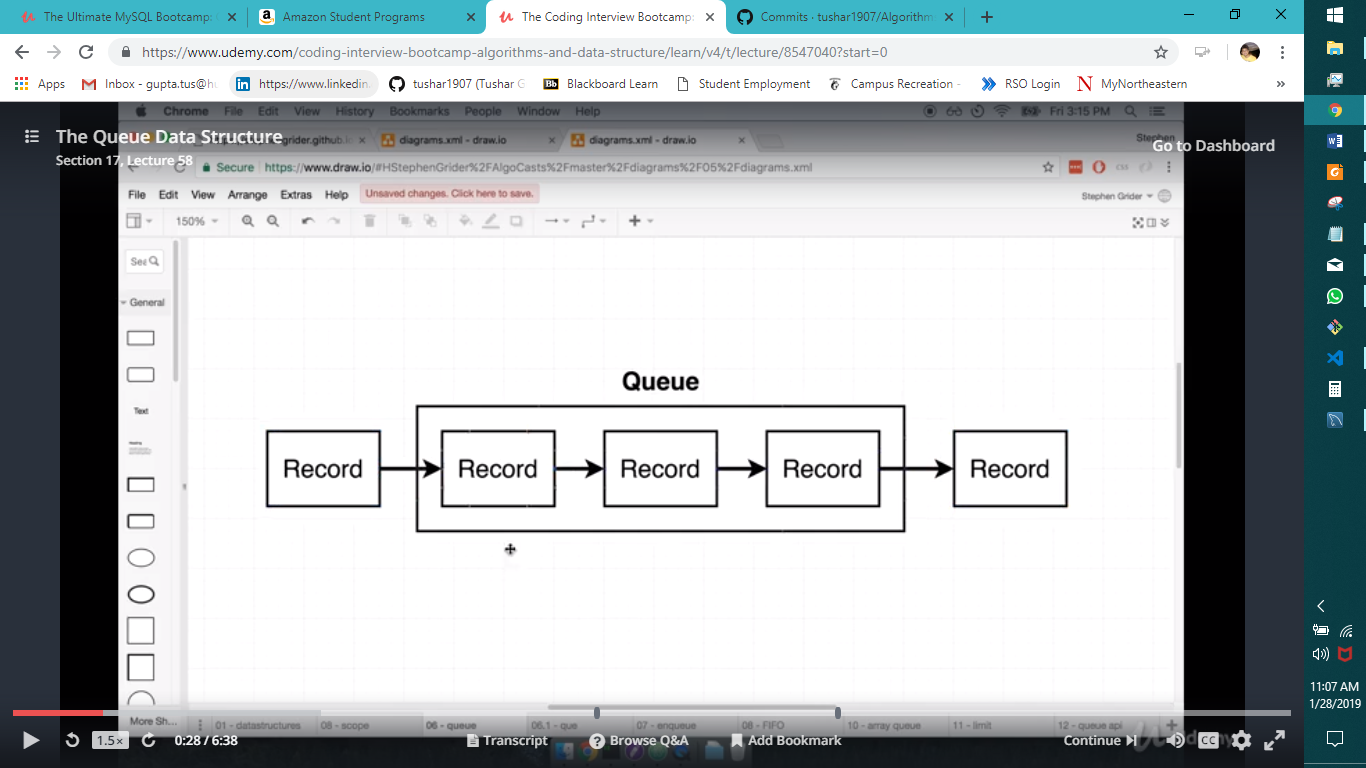 The Ultimate MySQL Bootcamp:
Amazon Student Programs
The Coding Interview Bootcamp:
Commits · tushar1907/Algorithm
https://www.udemy.com/coding-interview-bootcamp-algorithms-and-data-structure/learn/v4/t/lecture/8547040?start=0
Apps
Inbox - gupta.tus@hu
https://www.linkedin.
tushar1907 (Tushar G
Bb Blackboard Learn
Student Employment
Campus Recreation -
RSO Login
N MyNortheastern
Chrome File Edit View History Bookmarks People Window Help
Fri 3:15 PM
The Queue Data Structure
diagrams.xml - draw.io
diagrams.xml - draw.io
Stephen
Section 17, Lecture 58
Go to Dashboard
Secure https://www.draw.io/#HStephenGrider%2FAlgoCasts%2Fmaster%2Fdiagrams%2F05%2Fdiagrams.xml
File Edit View Arrange Extras Help Unsaved changes. Click here to save.
Stephen Grider
150%
General
Text
Queue
Record Record Record Record Record
More Sh...
01 - datastructures
08 - scope
06 - queue
06.1 - que
07 - enqueue
08 - FIFO
10 - array queue
11 - limit
12 - queue api
1.5×
0:28 / 6:38
Transcript
Browse Q&A
Add Bookmark
Continue
CC
11:07 AM
1/28/2019